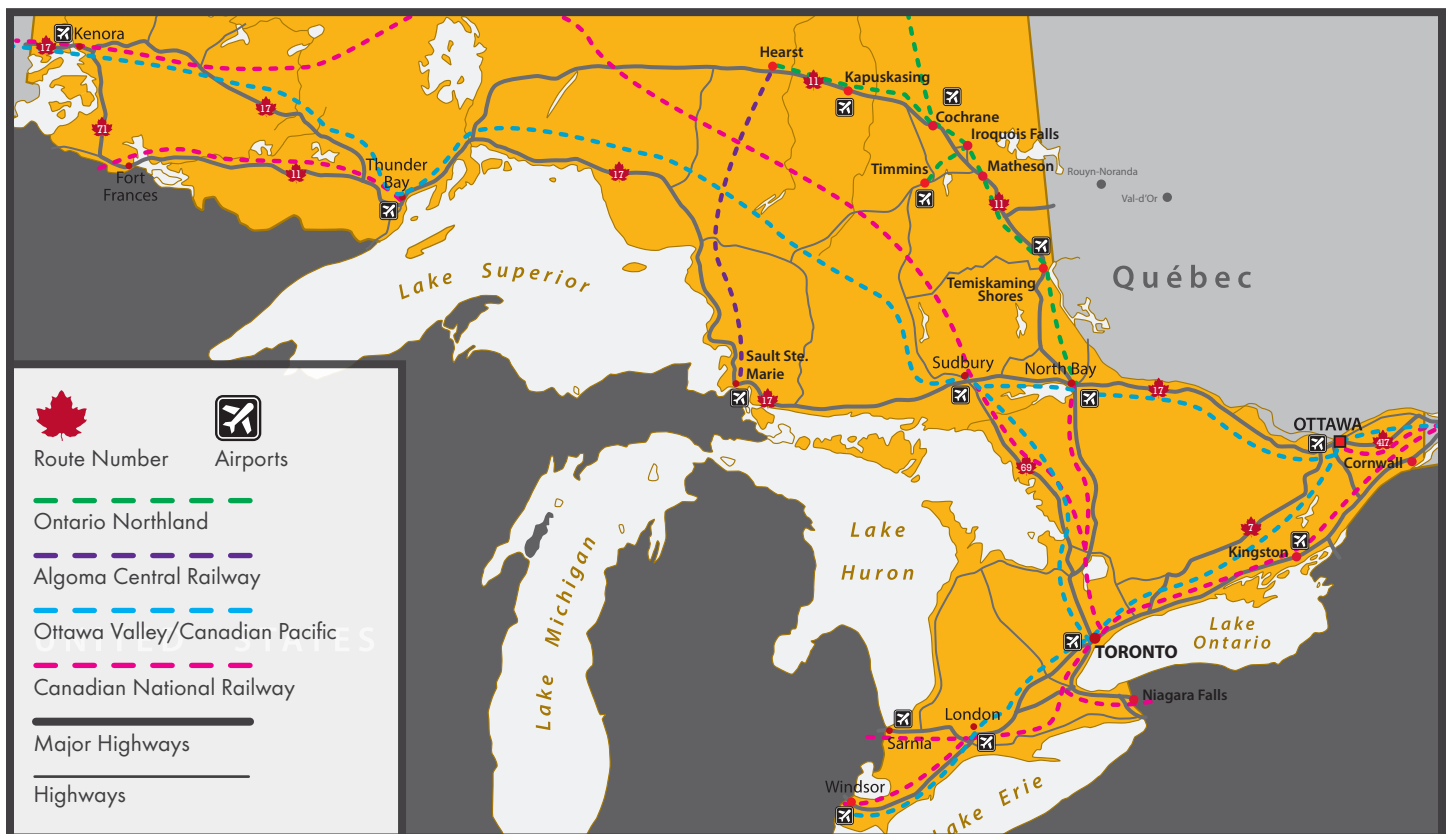 Kenora
17
Hearst
11
Kapuskasing
17
71
Cochrane
Iroquois Falls
Thunder
Bay
Timmins
Matheson
Rouyn-Noranda
Fort
Frances
11
17
Val-d'Or
11
Lake Superior
Temiskaming
Shores
Québec
Sault Ste.
Marie
Sudbury
North Bay
17
17
OTTAWA
417
Cornwall
69
Lake
Huron
7
Kingston
Lake Michigan
Lake
Ontario
TORONTO
Niagara Falls
London
Sarnia
Windsor
Lake Erie
Route Number
Airports
Ontario Northland
Algoma Central Railway
Ottawa Valley/Canadian Pacific
UNITED STATES
Canadian National Railway
Major Highways
Highways